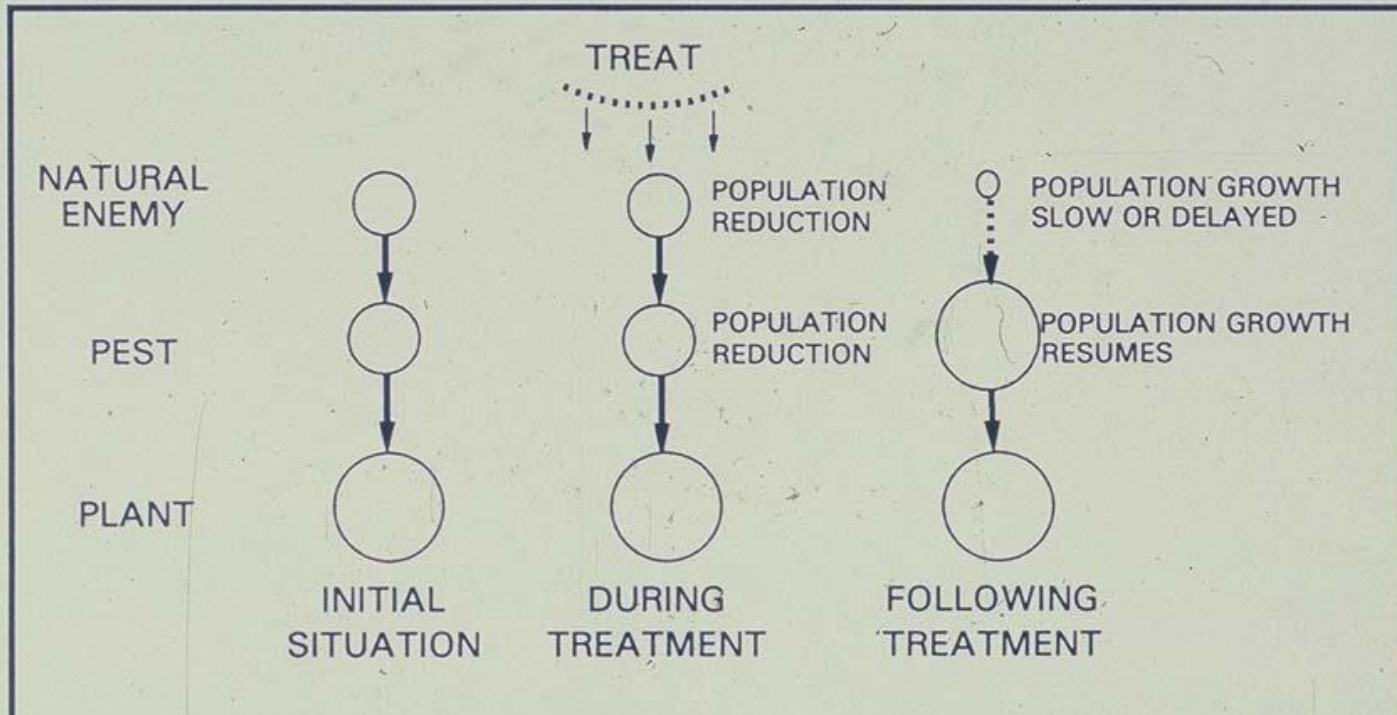 TREAT
NATURAL
ENEMY
POPULATION
REDUCTION
POPULATION GROWTH
SLOW OR DELAYED
PEST
POPULATION
REDUCTION
POPULATION GROWTH
RESUMES
PLANT
INITIAL
SITUATION
DURING
TREATMENT
FOLLOWING
TREATMENT